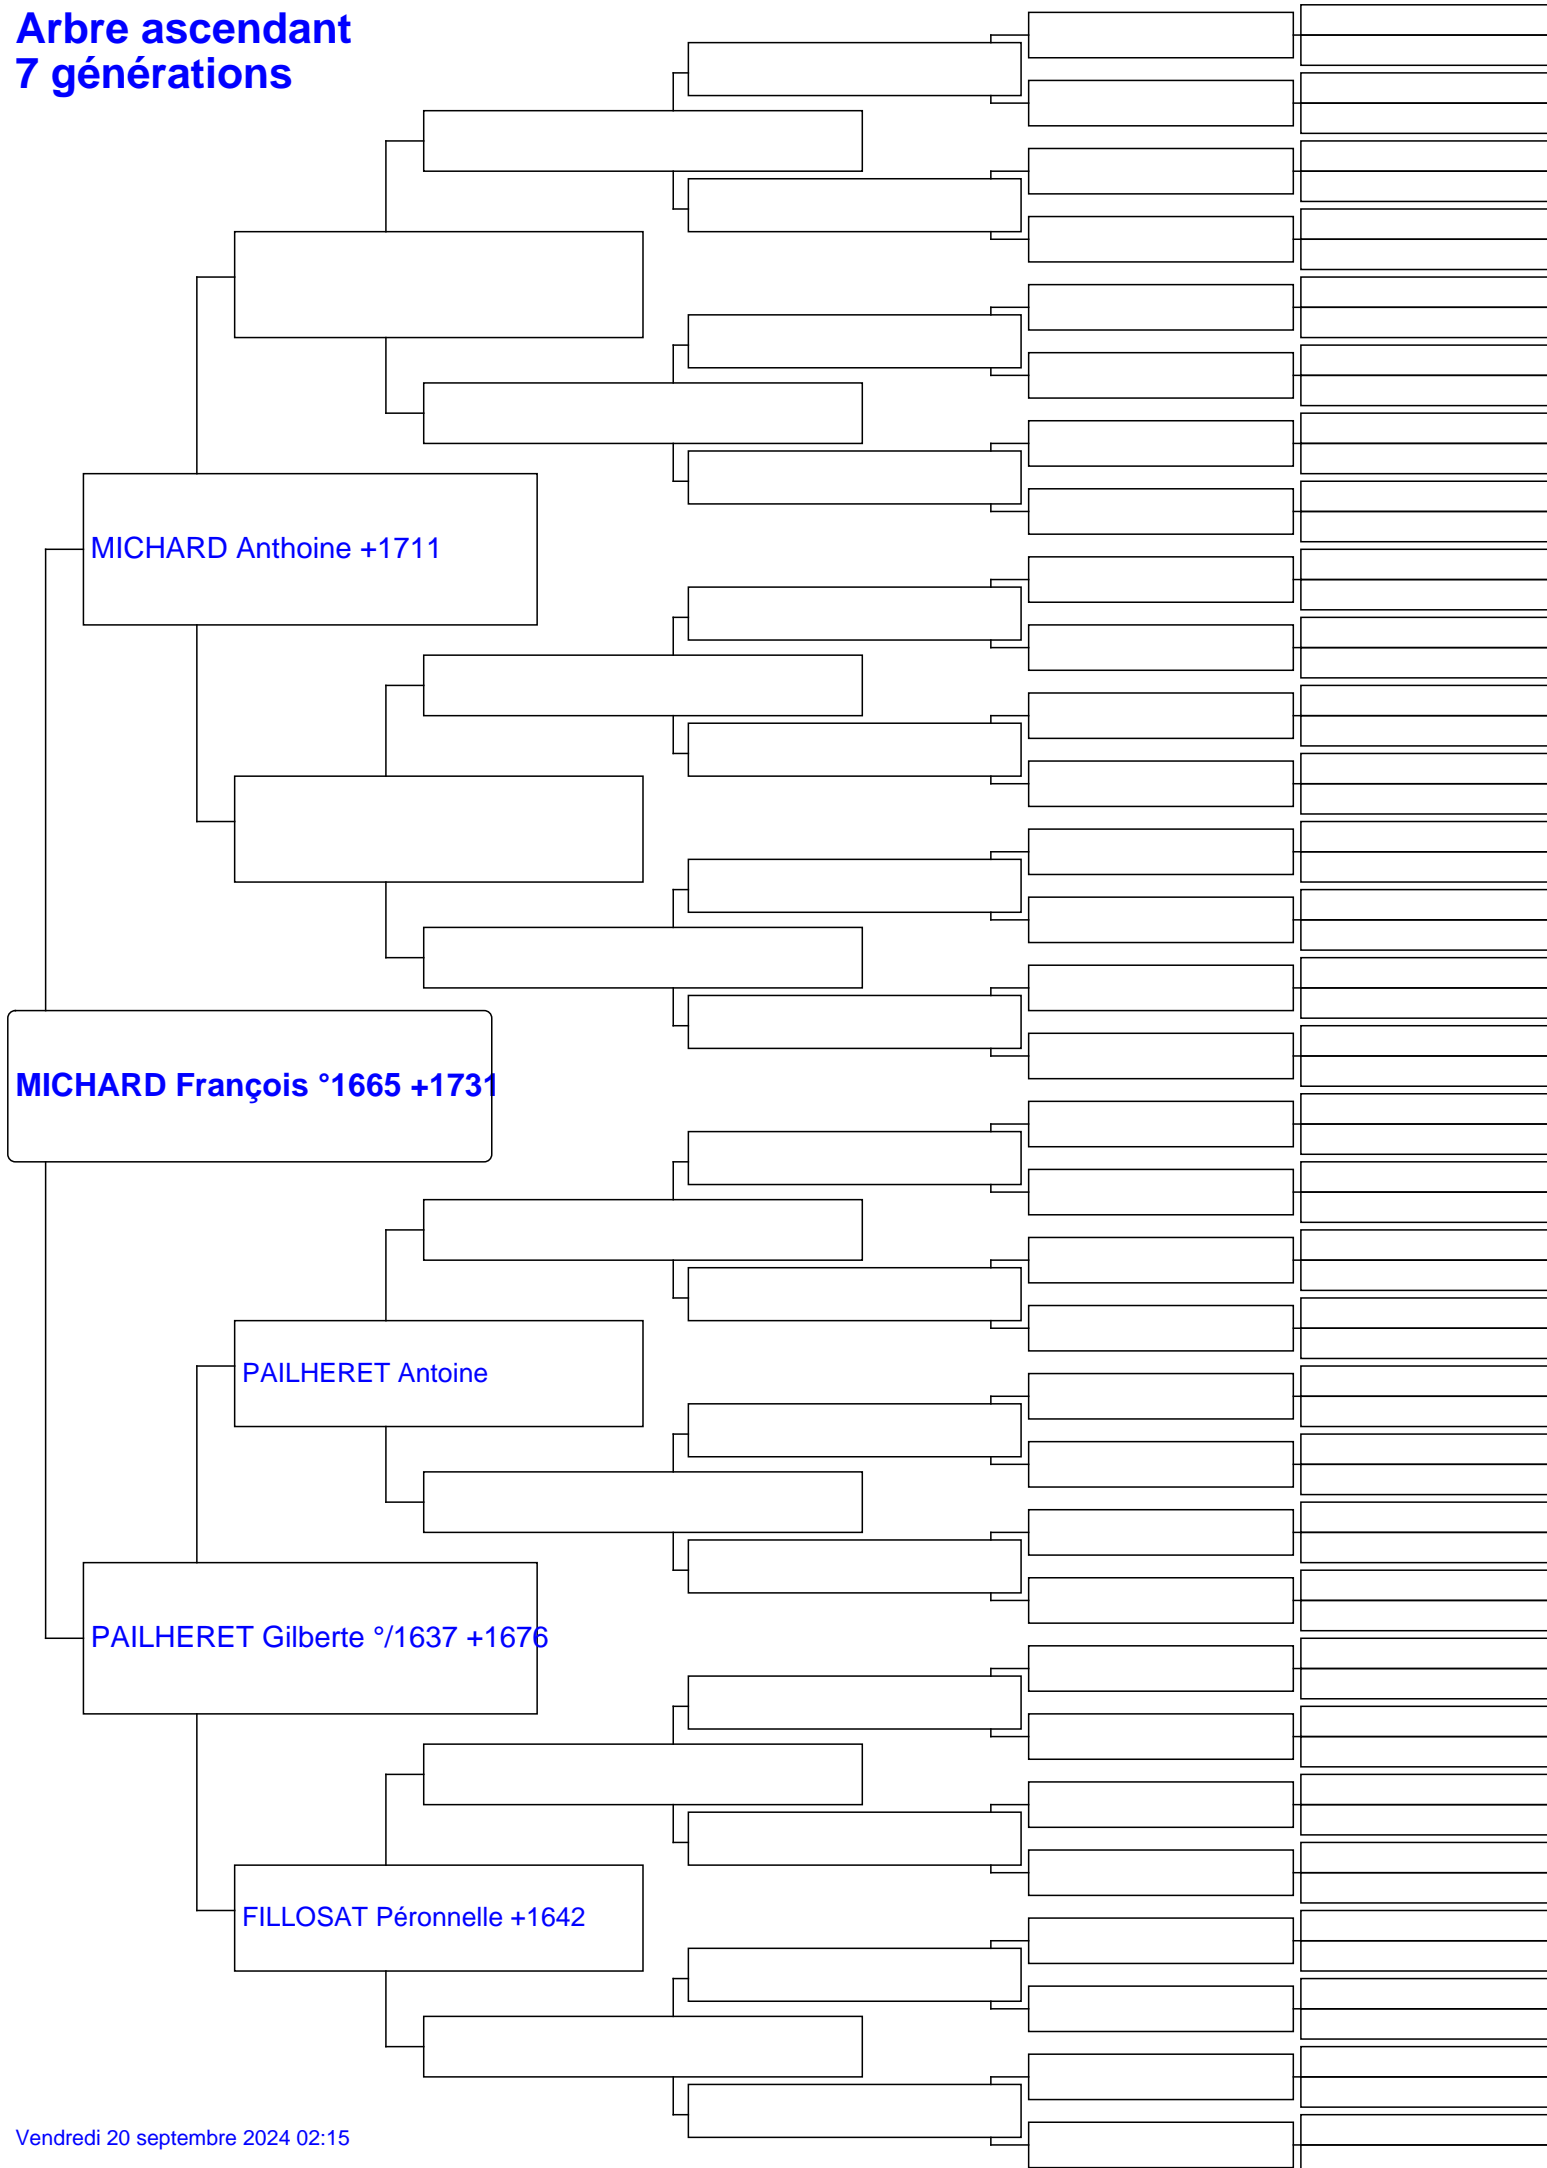 Arbre ascendant
7 générations
MICHARD Anthoine +1711
MICHARD François °1665 +1731
PAILHERET Antoine
PAILHERET Gilberte °/1637 +1676
FILLOSAT Péronnelle +1642
Vendredi 20 septembre 2024 02:15